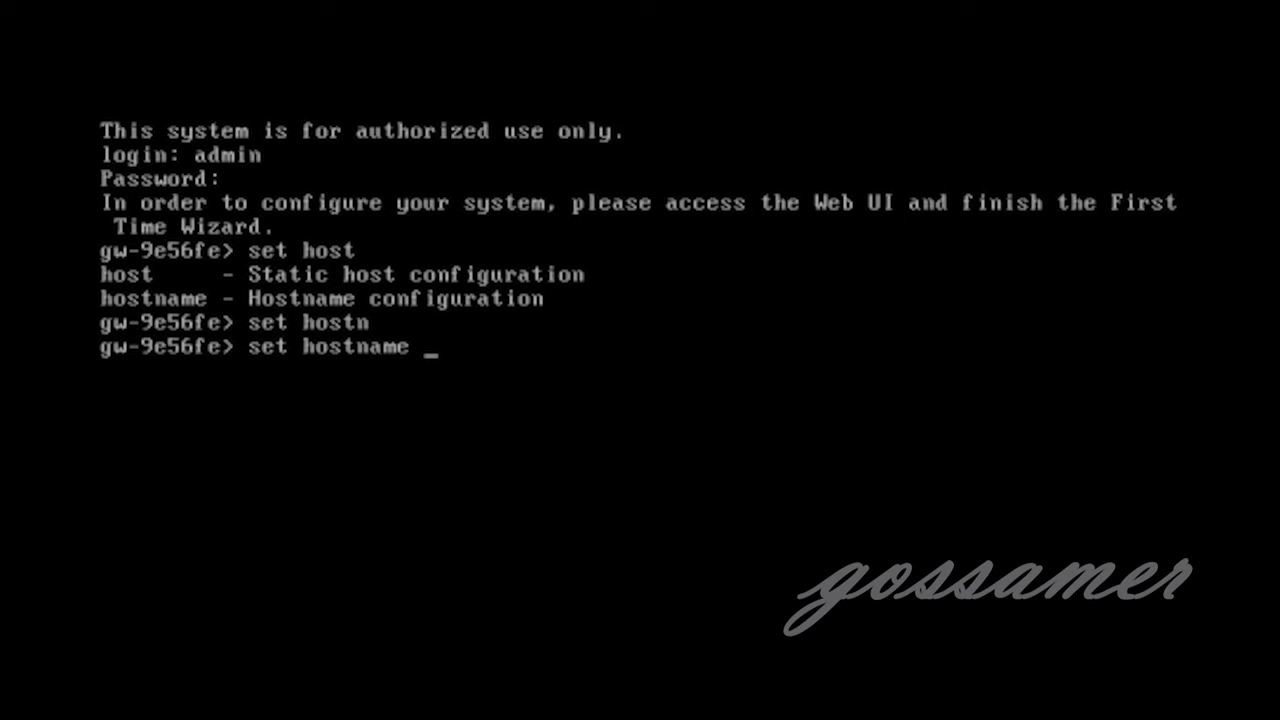 This system is for authorized use only.
login: admin
Password:
In order to configure your system, please access the Web UI and finish the First
Time Wizard.
gw-9e56fe> set host
host     - Static host configuration
hostname - Hostname configuration
gw-9e56fe> set hostn
gw-9e56fe> set hostname _
gossamer